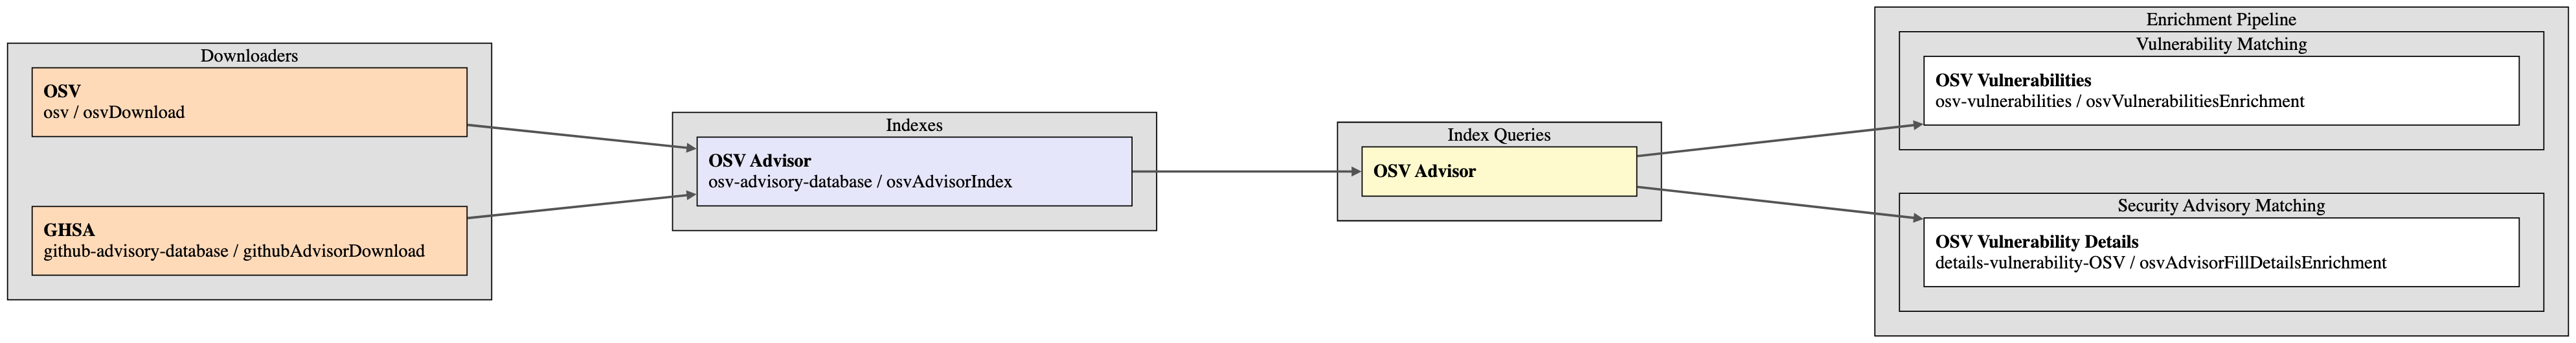 Downloaders
OSV
osv / osvDownload
GHSA
github-advisory-database / githubAdvisorDownload
Indexes
OSV Advisor
osv-advisory-database / osvAdvisorIndex
Index Queries
OSV Advisor
Enrichment Pipeline
Vulnerability Matching
OSV Vulnerabilities
osv-vulnerabilities / osvVulnerabilitiesEnrichment
Security Advisory Matching
OSV Vulnerability Details
details-vulnerability-OSV / osvAdvisorFillDetailsEnrichment